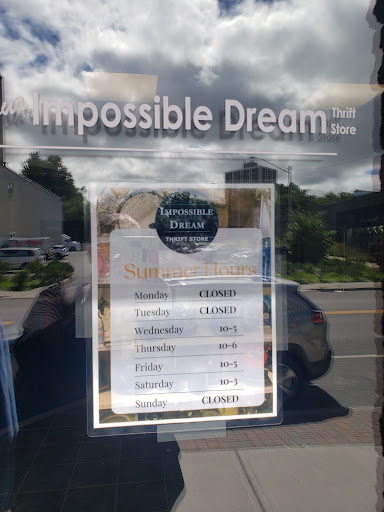 Impossible Dream Thrift
Store
IMPOSSIBLE
DREAM
THRIFT STORE
Summer Hours
Monday CLOSED
Tuesday CLOSED
Wednesday 10-5
Thursday 10-6
Friday 10-5
Saturday 10-3
Sunday CLOSED